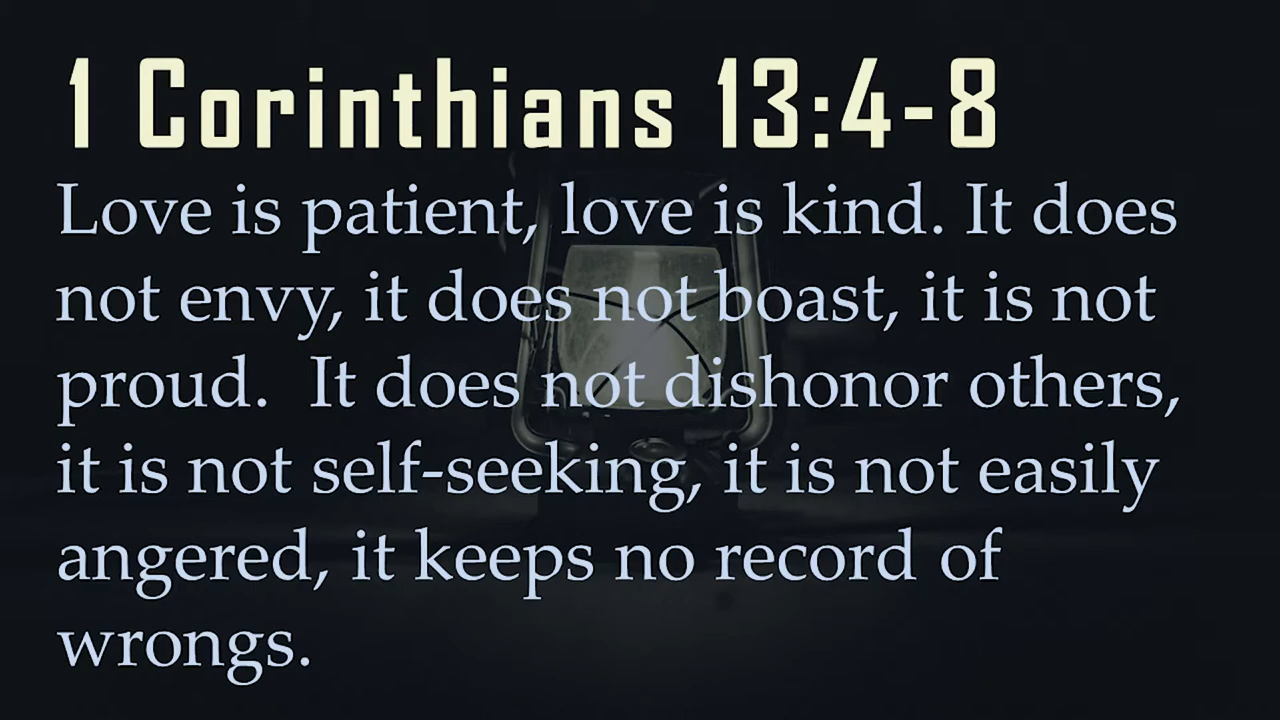 1 Corinthians 13:4-8
Love is patient, love is kind. It does
not envy, it does not boast, it is not
proud.  It does not dishonor others,
it is not self-seeking, it is not easily
angered, it keeps no record of
wrongs.